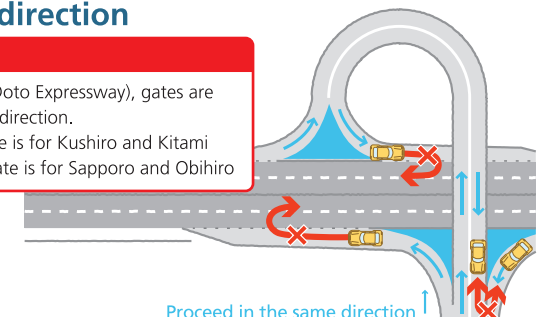 direction
Doto Expressway), gates are
direction.
e is for Kushiro and Kitami
ate is for Sapporo and Obihiro
Proceed in the same direction